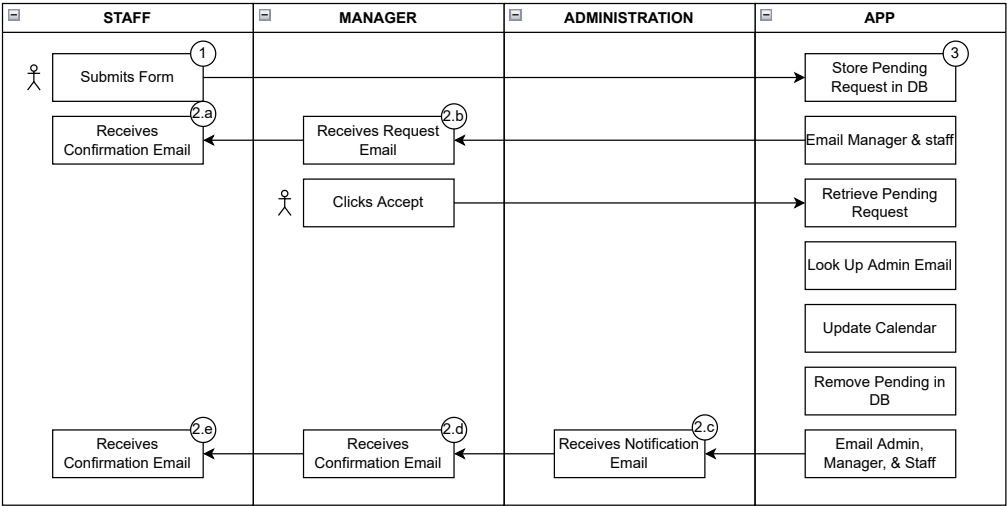 STAFF
MANAGER
ADMINISTRATION
APP
1
Submits Form
3
Store Pending
Request in DB
2.a
Receives
Confirmation Email
2.b
Receives Request
Email
Email Manager & staff
Clicks Accept
Retrieve Pending
Request
Look Up Admin Email
Update Calendar
Remove Pending in
DB
2.e
Receives
Confirmation Email
2.d
Receives
Confirmation Email
2.c
Receives Notification
Email
Email Admin,
Manager, & Staff